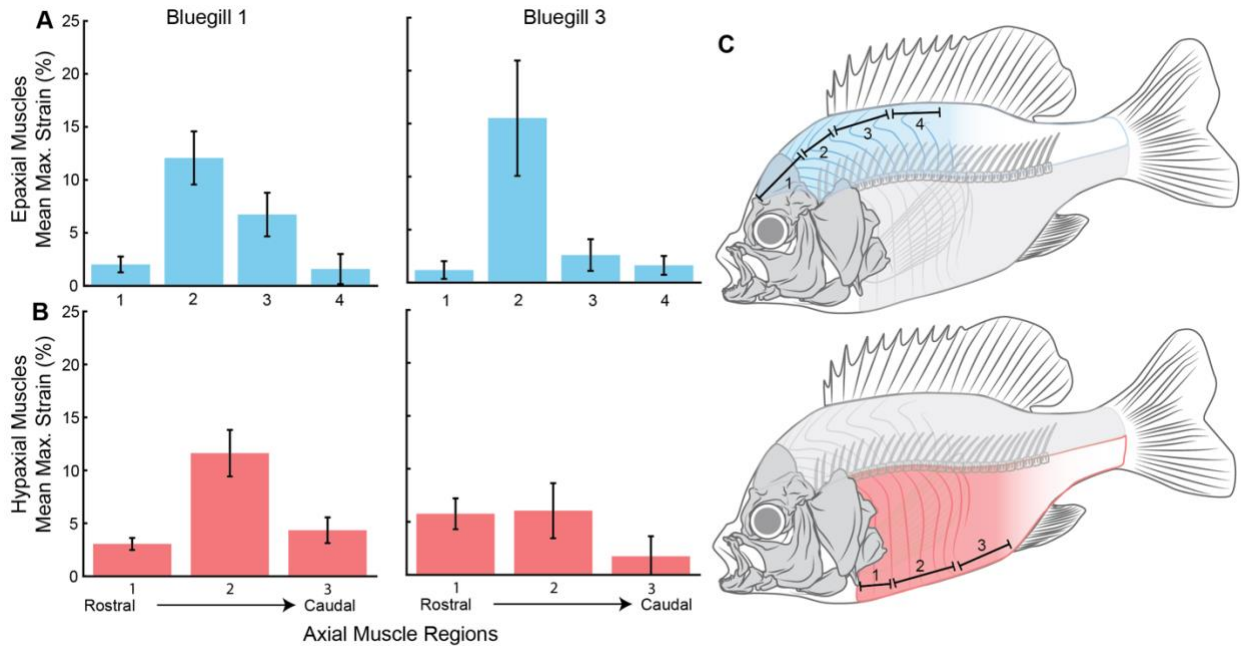 A
Bluegill 1
Bluegill 3
C
Epaxial Muscles
Mean Max. Strain (%)
25
20
15
10
5
0
1 2 3 4
1 2 3 4
1
2
3
4
B
Hypaxial Muscles
Mean Max. Strain (%)
25
20
15
10
5
0
1 2 3
1 2 3
Rostral Caudal
Rostral Caudal
Axial Muscle Regions
1
2
3